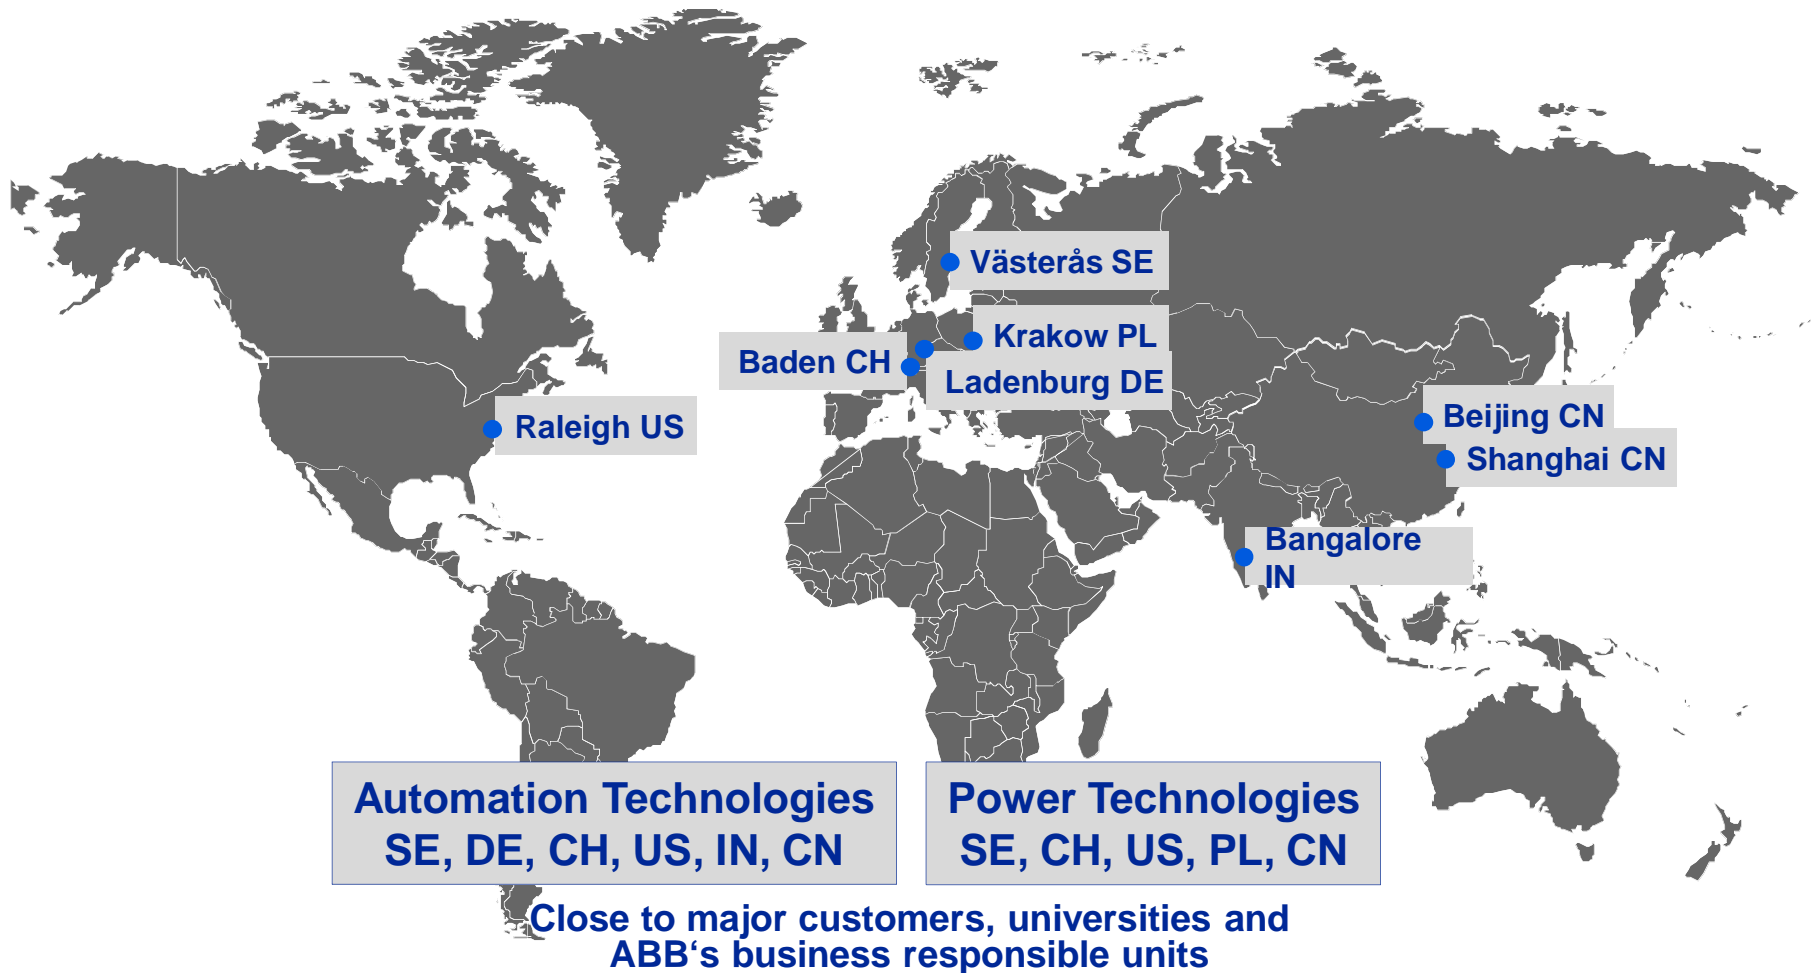 Västerås SE
Krakow PL
Baden CH
Ladenburg DE
Raleigh US
Beijing CN
Shanghai CN
Bangalore
IN
Automation Technologies
SE, DE, CH, US, IN, CN
Power Technologies
SE, CH, US, PL, CN
Close to major customers, universities and
ABB‘s business responsible units